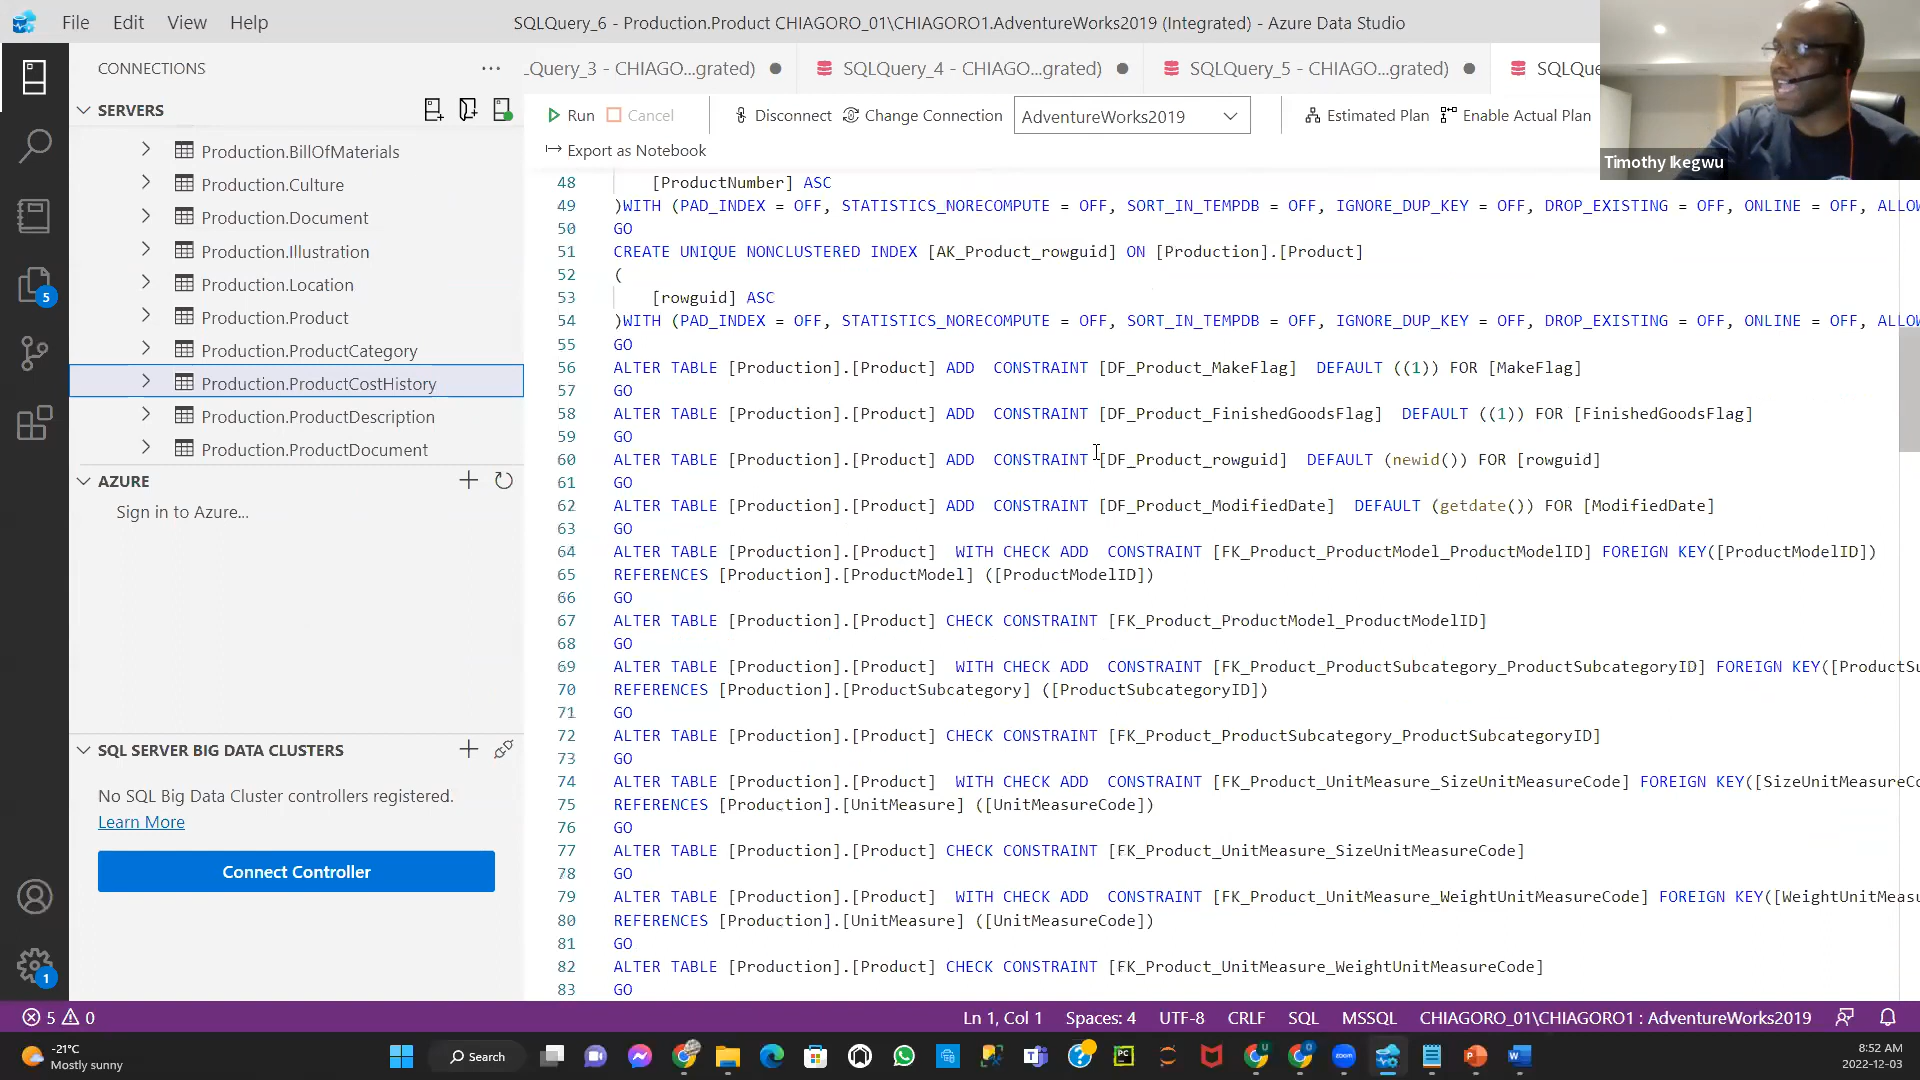 File Edit View Help
SQLQuery_6 - Production.Product CHIAGORO_01\CHIAGORO1.AdventureWorks2019 (Integrated) - Azure Data Studio
CONNECTIONS
LQuery_3 - CHIAGO...grated)
SQLQuery_4 - CHIAGO...grated)
SQLQuery_5 - CHIAGO...grated)
SQLQue
SERVERS
Run Cancel Disconnect Change Connection AdventureWorks2019 Estimated Plan Enable Actual Plan
Export as Notebook
Timothy Ikegwu
Production.BillOfMaterials
Production.Culture
Production.Document
Production.Illustration
Production.Location
Production.Product
Production.ProductCategory
Production.ProductCostHistory
Production.ProductDescription
Production.ProductDocument
AZURE
Sign in to Azure...
SQL SERVER BIG DATA CLUSTERS
No SQL Big Data Cluster controllers registered.
Learn More
Connect Controller
5
1
48 [ProductNumber] ASC
49 )WITH (PAD_INDEX = OFF, STATISTICS_NORECOMPUTE = OFF, SORT_IN_TEMPDB = OFF, IGNORE_DUP_KEY = OFF, DROP_EXISTING = OFF, ONLINE = OFF, ALLOW
50 GO
51 CREATE UNIQUE NONCLUSTERED INDEX [AK_Product_rowguid] ON [Production].[Product]
52 (
53 [rowguid] ASC
54 )WITH (PAD_INDEX = OFF, STATISTICS_NORECOMPUTE = OFF, SORT_IN_TEMPDB = OFF, IGNORE_DUP_KEY = OFF, DROP_EXISTING = OFF, ONLINE = OFF, ALLOW
55 GO
56 ALTER TABLE [Production].[Product] ADD CONSTRAINT [DF_Product_MakeFlag] DEFAULT ((1)) FOR [MakeFlag]
57 GO
58 ALTER TABLE [Production].[Product] ADD CONSTRAINT [DF_Product_FinishedGoodsFlag] DEFAULT ((1)) FOR [FinishedGoodsFlag]
59 GO
60 ALTER TABLE [Production].[Product] ADD CONSTRAINT [DF_Product_rowguid] DEFAULT (newid()) FOR [rowguid]
61 GO
62 ALTER TABLE [Production].[Product] ADD CONSTRAINT [DF_Product_ModifiedDate] DEFAULT (getdate()) FOR [ModifiedDate]
63 GO
64 ALTER TABLE [Production].[Product] WITH CHECK ADD CONSTRAINT [FK_Product_ProductModel_ProductModelID] FOREIGN KEY([ProductModelID])
65 REFERENCES [Production].[ProductModel] ([ProductModelID])
66 GO
67 ALTER TABLE [Production].[Product] CHECK CONSTRAINT [FK_Product_ProductModel_ProductModelID]
68 GO
69 ALTER TABLE [Production].[Product] WITH CHECK ADD CONSTRAINT [FK_Product_ProductSubcategory_ProductSubcategoryID] FOREIGN KEY([ProductSu
70 REFERENCES [Production].[ProductSubcategory] ([ProductSubcategoryID])
71 GO
72 ALTER TABLE [Production].[Product] CHECK CONSTRAINT [FK_Product_ProductSubcategory_ProductSubcategoryID]
73 GO
74 ALTER TABLE [Production].[Product] WITH CHECK ADD CONSTRAINT [FK_Product_UnitMeasure_SizeUnitMeasureCode] FOREIGN KEY([SizeUnitMeasureCo
75 REFERENCES [Production].[UnitMeasure] ([UnitMeasureCode])
76 GO
77 ALTER TABLE [Production].[Product] CHECK CONSTRAINT [FK_Product_UnitMeasure_SizeUnitMeasureCode]
78 GO
79 ALTER TABLE [Production].[Product] WITH CHECK ADD CONSTRAINT [FK_Product_UnitMeasure_WeightUnitMeasureCode] FOREIGN KEY([WeightUnitMeasu
80 REFERENCES [Production].[UnitMeasure] ([UnitMeasureCode])
81 GO
82 ALTER TABLE [Production].[Product] CHECK CONSTRAINT [FK_Product_UnitMeasure_WeightUnitMeasureCode]
83 GO
5 0 Ln 1, Col 1 Spaces: 4 UTF-8 CRLF SQL MSSQL CHIAGORO_01\CHIAGORO1 : AdventureWorks2019
-21°C
Mostly sunny
Search
PC
zoom
8:52 AM
2022-12-03